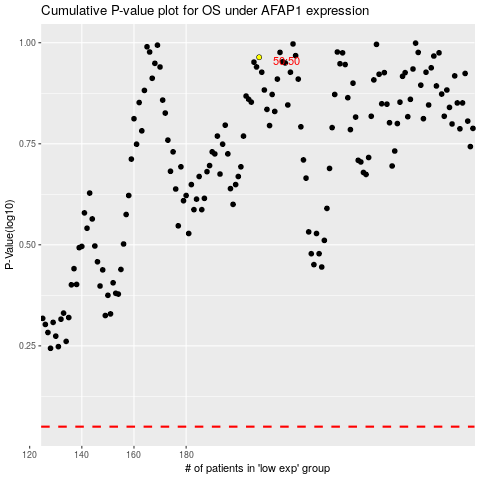 Cumulative P-value plot for OS under AFAP1 expression
P-Value(log10)
1.00
0.75
0.50
0.25
50:50
120 140 160 180
# of patients in 'low exp' group